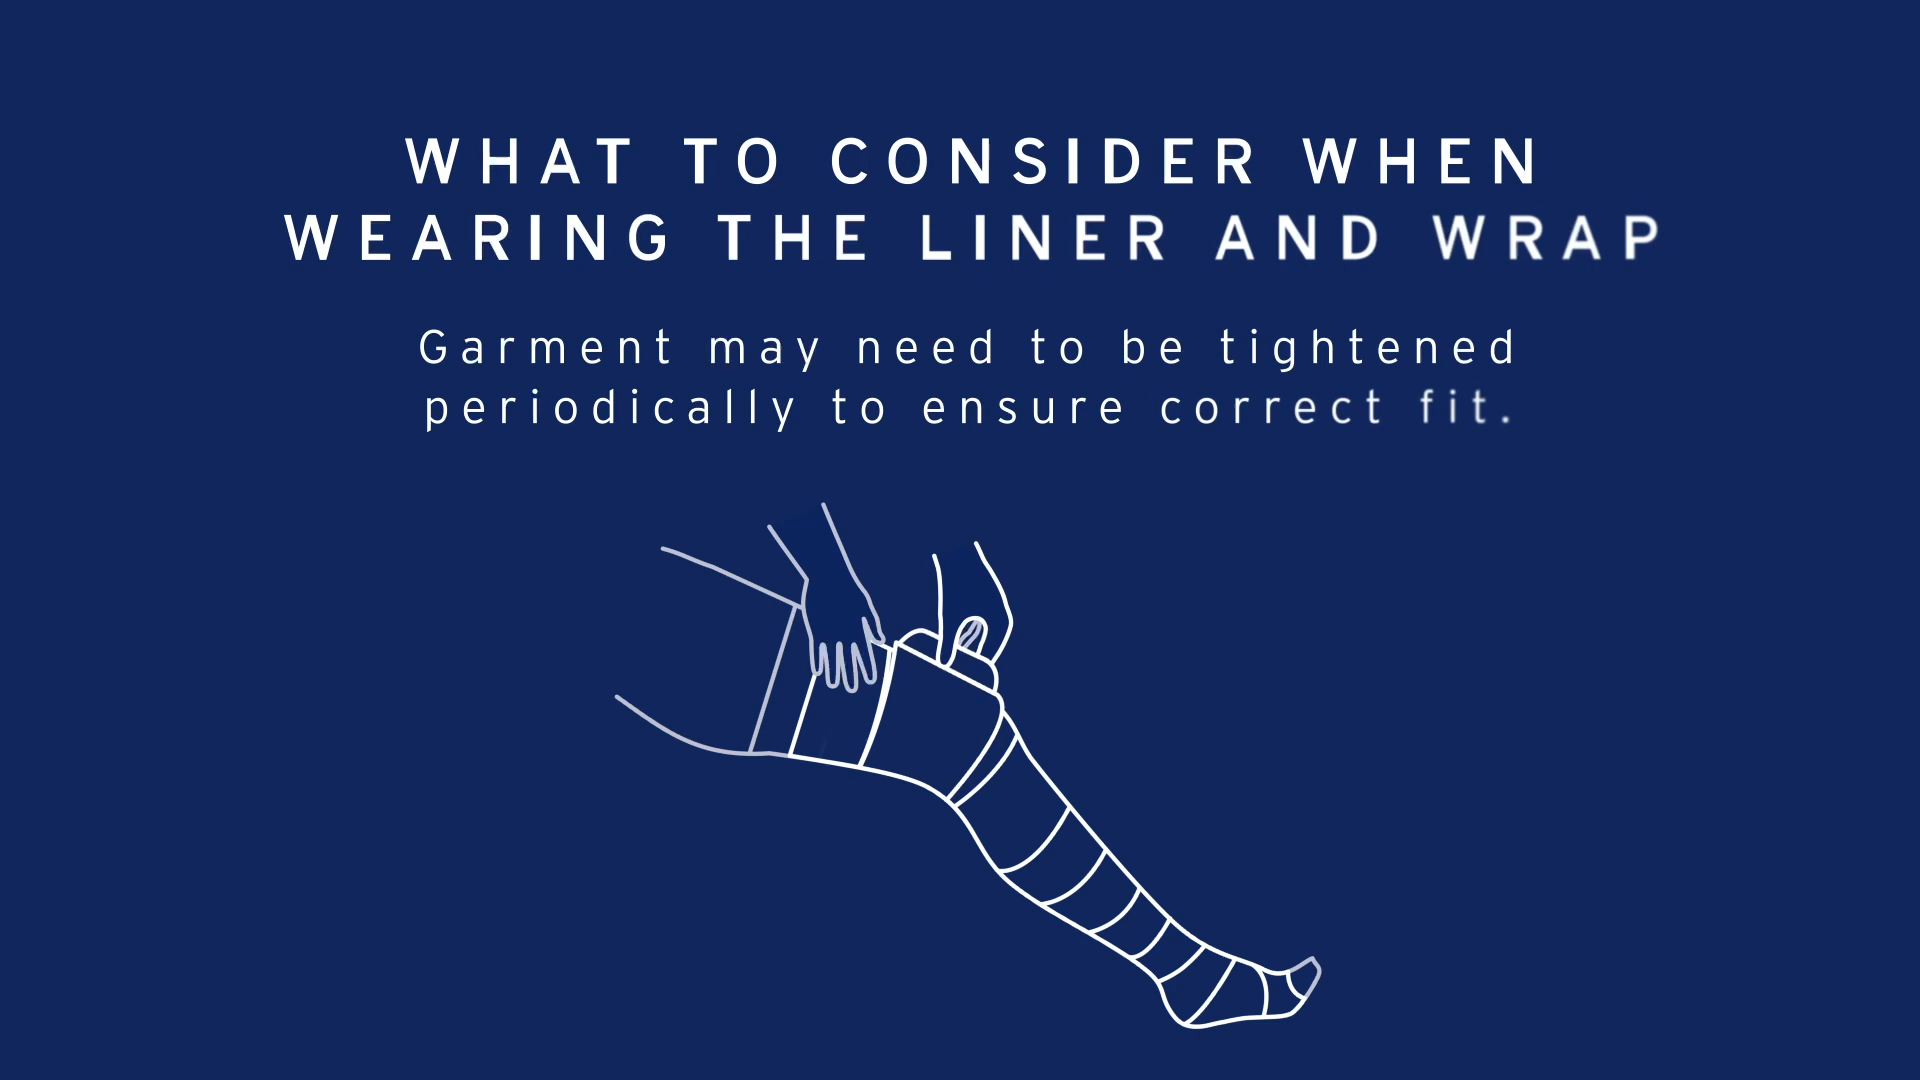 WHAT TO CONSIDER WHEN
WEARING THE LINER AND WRAP
Garment may need to be tightened
periodically to ensure correct fit.